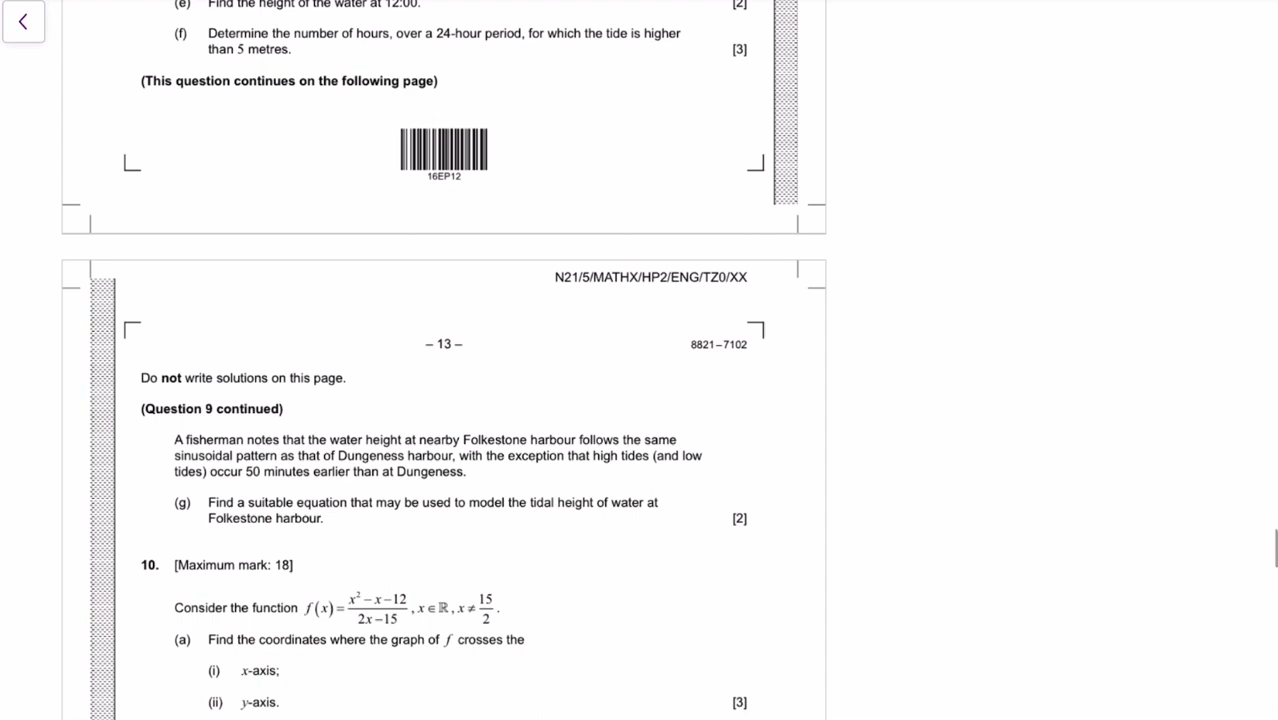 (e) Find the height of the water at 12:00. [2]
(f) Determine the number of hours, over a 24-hour period, for which the tide is higher
than 5 metres. [3]
(This question continues on the following page)
16EP12
N21/5/MATHX/HP2/ENG/TZ0/XX
– 13 –
8821–7102
Do not write solutions on this page.
(Question 9 continued)
A fisherman notes that the water height at nearby Folkestone harbour follows the same
sinusoidal pattern as that of Dungeness harbour, with the exception that high tides (and low
tides) occur 50 minutes earlier than at Dungeness.
(g) Find a suitable equation that may be used to model the tidal height of water at
Folkestone harbour. [2]
10. [Maximum mark: 18]
Consider the function f(x) = (x² – x – 12)/(2x – 15), x ∈ ℝ, x ≠ 15/2.
(a) Find the coordinates where the graph of f crosses the
(i) x-axis;
(ii) y-axis. [3]